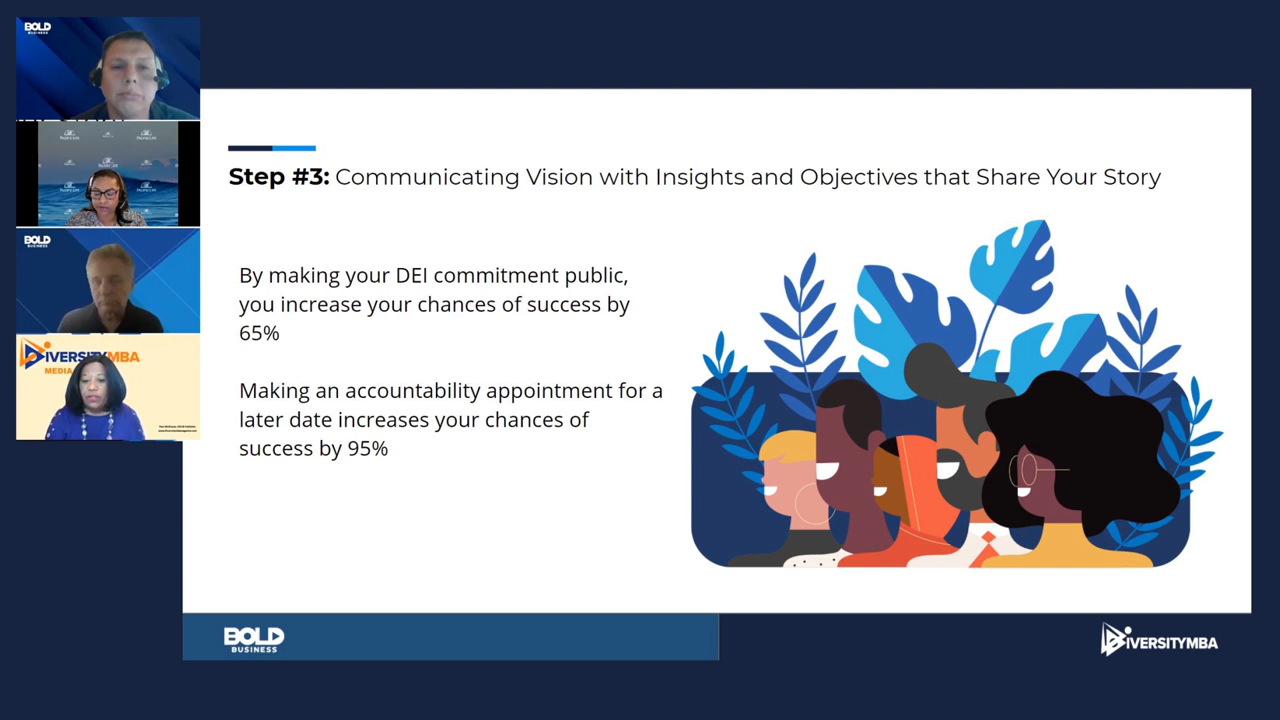 BOLD
BUSINESS
PACIFIC LIFE
BOLD
BUSINESS
DIVERSITYMBA
MEDIA
Step #3: Communicating Vision with Insights and Objectives that Share Your Story
By making your DEI commitment public,
you increase your chances of success by
65%
Making an accountability appointment for a
later date increases your chances of
success by 95%
BOLD
BUSINESS
DIVERSITYMBA